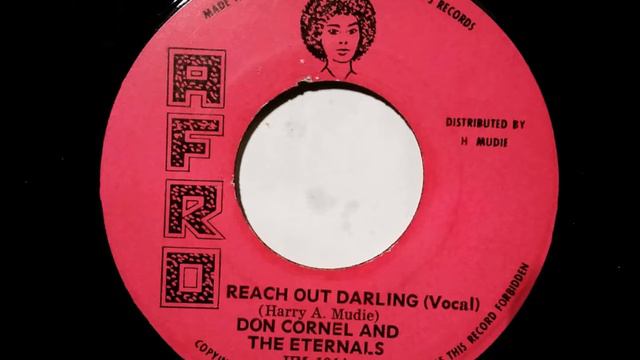 MADE
RECORDS
AFRO
DISTRIBUTED BY
H MUDIE
REACH OUT DARLING (Vocal)
(Harry A. Mudie)
DON CORNEL AND
THE ETERNALS
THIS RECORD FORBIDDEN